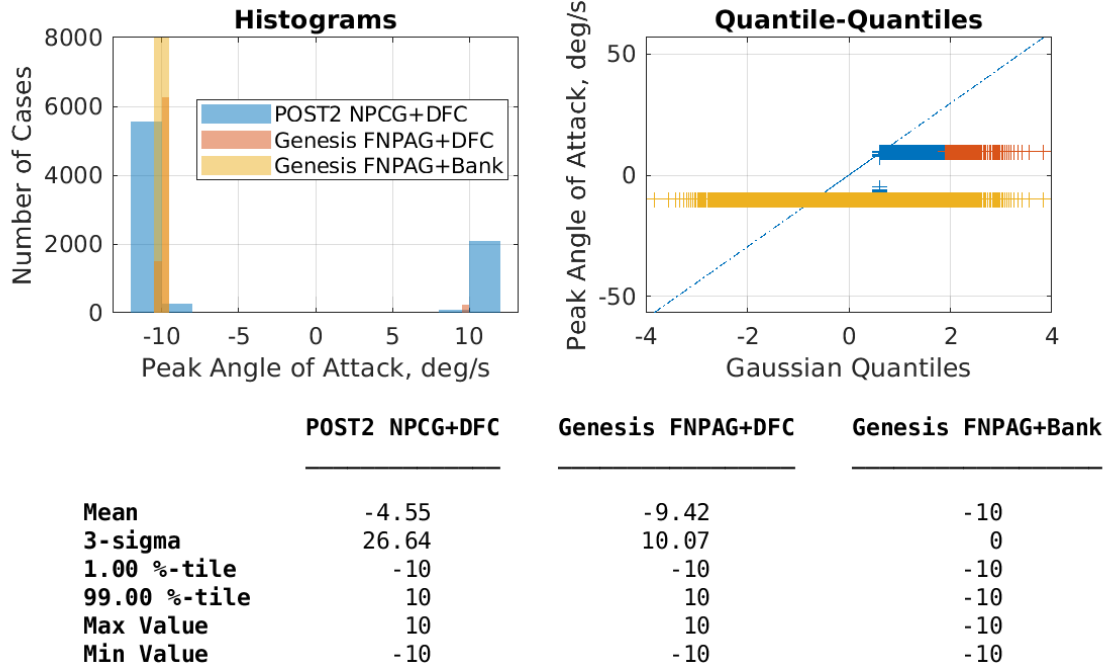 Histograms
8000
6000
4000
2000
0
-10 -5 0 5 10
Number of Cases
Peak Angle of Attack, deg/s
POST2 NPCG+DFC
Genesis FNPAG+DFC
Genesis FNPAG+Bank
Quantile-Quantiles
50
0
-50
-4 -2 0 2 4
Peak Angle of Attack, deg/s
Gaussian Quantiles
POST2 NPCG+DFC Genesis FNPAG+DFC Genesis FNPAG+Bank
Mean -4.55 -9.42 -10
3-sigma 26.64 10.07 0
1.00 %-tile -10 -10 -10
99.00 %-tile 10 10 -10
Max Value 10 10 -10
Min Value -10 -10 -10